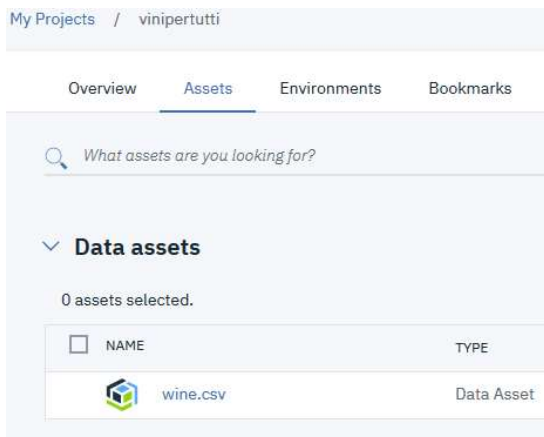 My Projects / vinipertutti
Overview Assets Environments Bookmarks
What assets are you looking for?
Data assets
0 assets selected.
NAME TYPE
wine.csv Data Asset